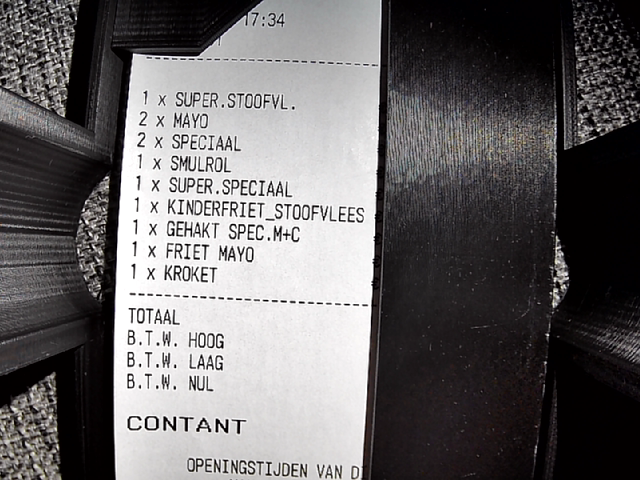 17:34
1 x SUPER.STOOFVL.
2 x MAYO
2 x SPECIAAL
1 x SMULROL
1 x SUPER.SPECIAAL
1 x KINDERFRIET_STOOFVLEES
1 x GEHAKT SPEC.M+C
1 x FRIET MAYO
1 x KROKET
TOTAAL
B.T.W. HOOG
B.T.W. LAAG
B.T.W. NUL
CONTANT
OPENINGSTIJDEN VAN